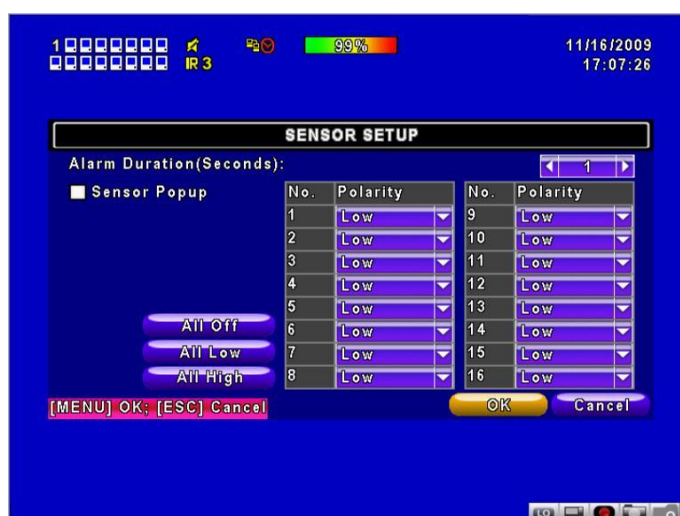 1 99% 11/16/2009
IR 3 17:07:26
SENSOR SETUP
Alarm Duration(Seconds): 1
Sensor Popup No. Polarity No. Polarity
1 Low 9 Low
2 Low 10 Low
3 Low 11 Low
4 Low 12 Low
5 Low 13 Low
All Off 6 Low 14 Low
All Low 7 Low 15 Low
All High 8 Low 16 Low
[MENU] OK; [ESC] Cancel OK Cancel